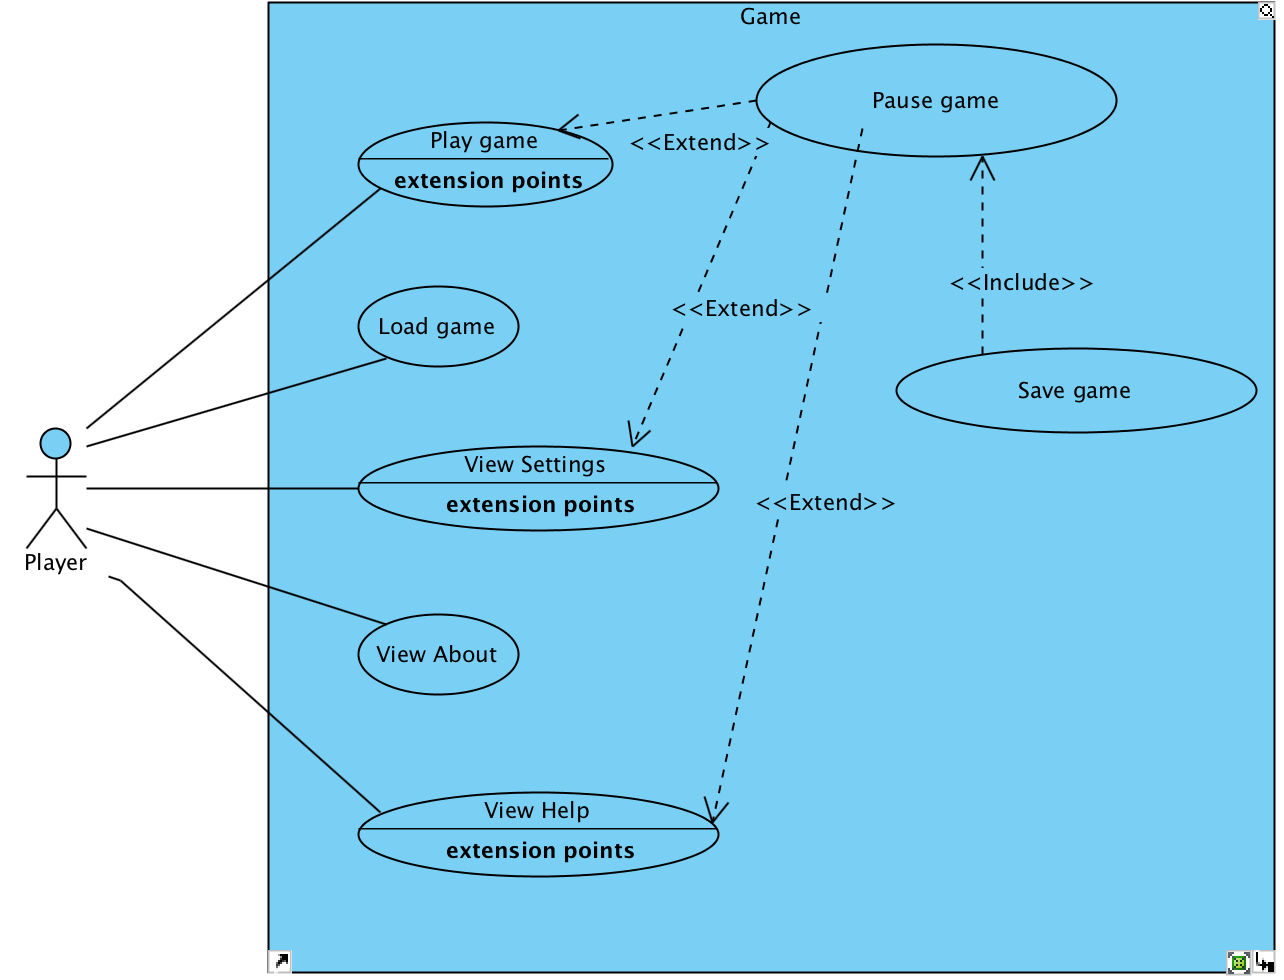 Game
Pause game
Play game
extension points
<<Extend>>
Load game
<<Extend>>
<<Include>>
Save game
View Settings
extension points
<<Extend>>
Player
View About
View Help
extension points